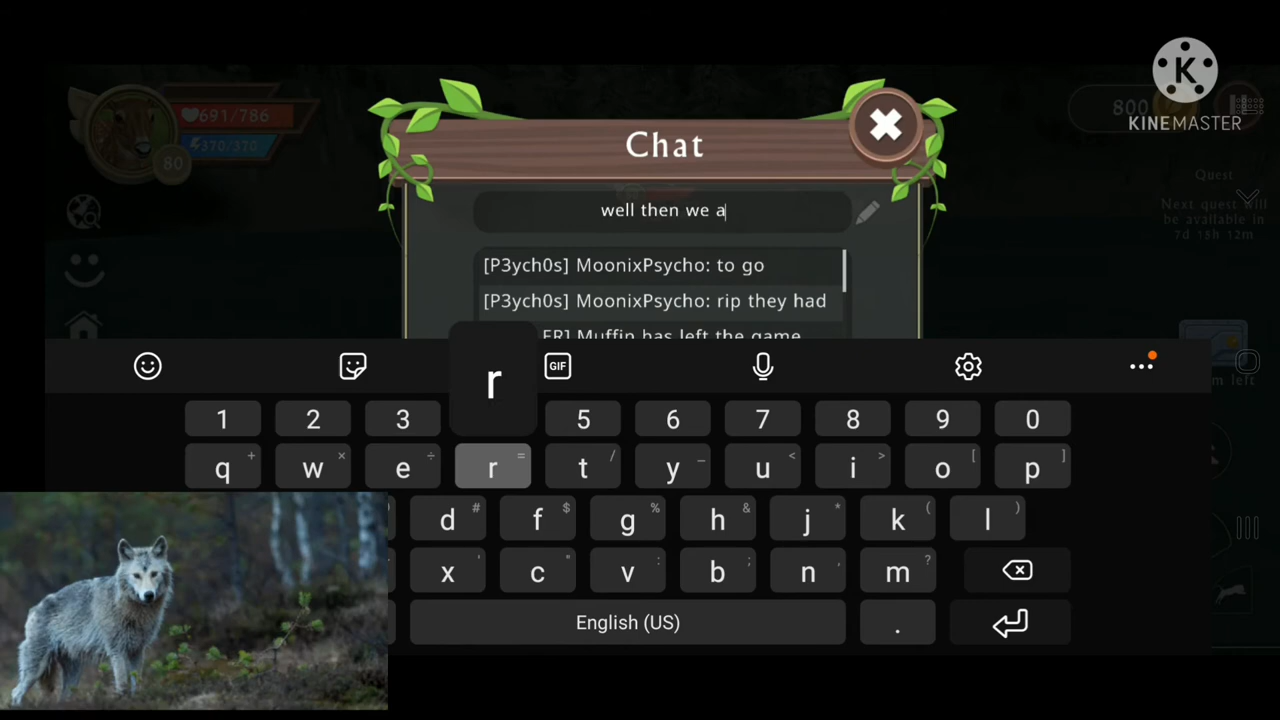 K
KINEMASTER
691/786
370/370
80
800
Chat
well then we a
[P3ych0s] MoonixPsycho: to go
[P3ych0s] MoonixPsycho: rip they had
ER] Muffin has left the game
Quest
Next quest will
be available in
7d 15h 12m
left
r
GIF
1 2 3 5 6 7 8 9 0
q + w × e ÷ r = t / y _ u < i > o [ p ]
d # f $ g % h & j * k ( l )
x ' c " v : b ; n , m ?
English (US) .